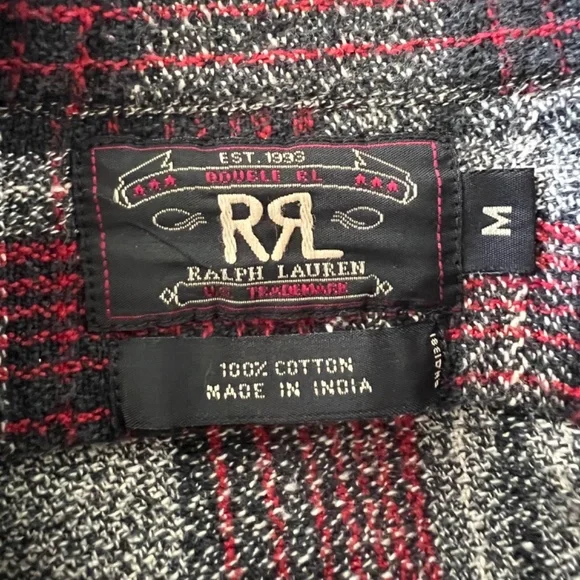 EST. 1993
DOUBLE RL
RRL
RALPH LAUREN
TRADEMARK
M
100% COTTON
MADE IN INDIA